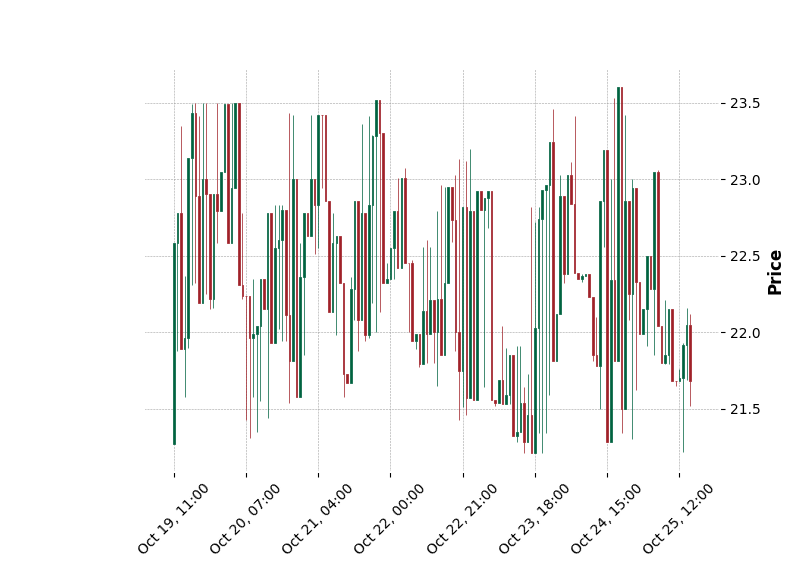 23.5
23.0
22.5
22.0
21.5
Price
Oct 19, 11:00
Oct 20, 07:00
Oct 21, 04:00
Oct 22, 00:00
Oct 22, 21:00
Oct 23, 18:00
Oct 24, 15:00
Oct 25, 12:00